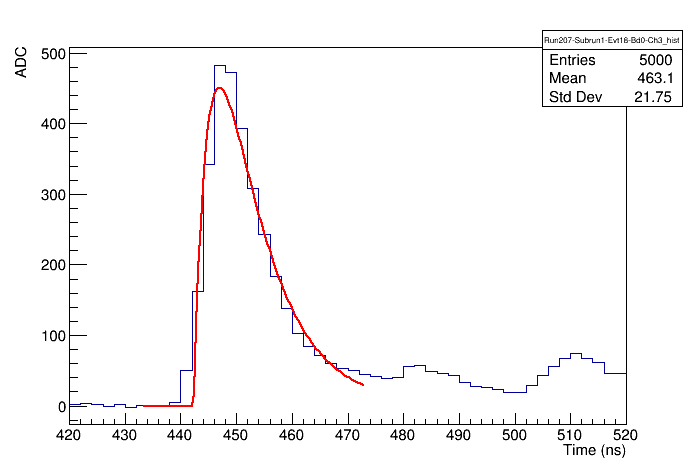 Run207-Subrun1-Evt16-Bd0-Ch3_hist
Entries 5000
Mean 463.1
Std Dev 21.75
ADC
500
400
300
200
100
0
420 430 440 450 460 470 480 490 500 510 520
Time (ns)